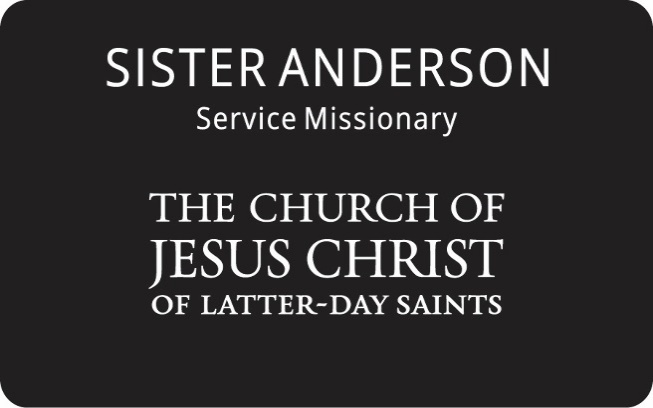 SISTER ANDERSON
Service Missionary
THE CHURCH OF
JESUS CHRIST
OF LATTER-DAY SAINTS